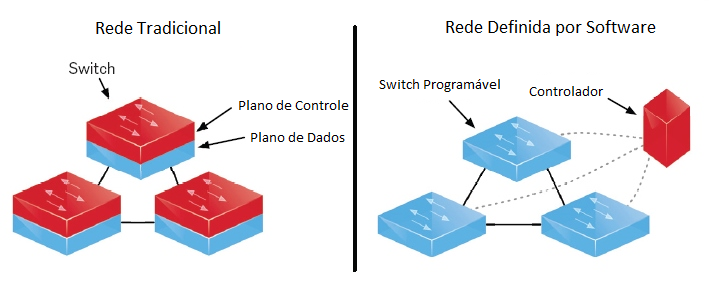 Rede Tradicional
Switch
Plano de Controle
Plano de Dados
Rede Definida por Software
Switch Programável
Controlador